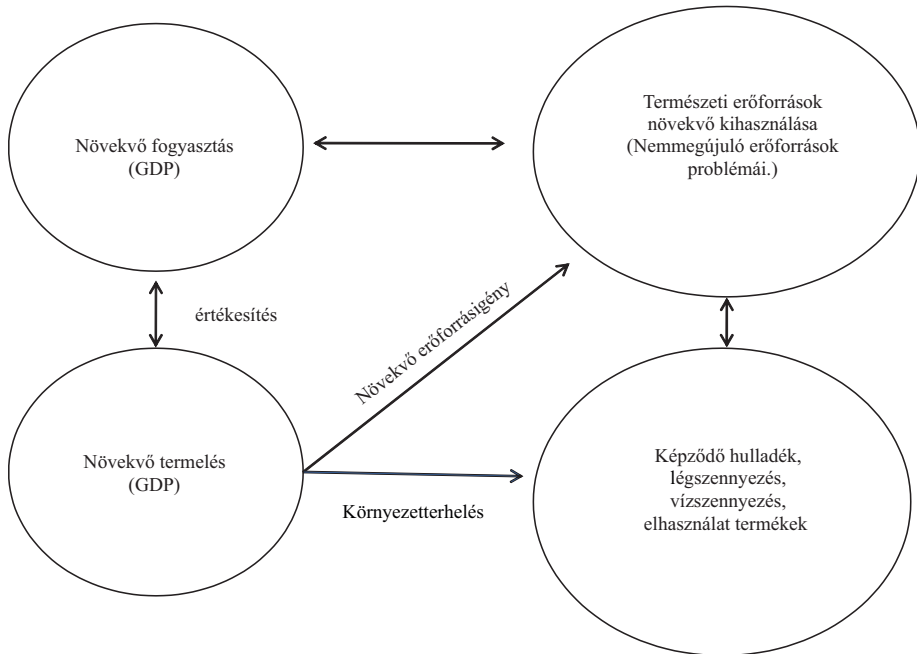 Növekvő fogyasztás
(GDP)
Természeti erőforrások
növekvő kihasználása
(Nemmegújuló erőforrások
problémái.)
értékesítés
Növekvő erőforrásigény
Növekvő termelés
(GDP)
Környezetterhelés
Képződő hulladék,
légszennyezés,
vízszennyezés,
elhasználat termékek